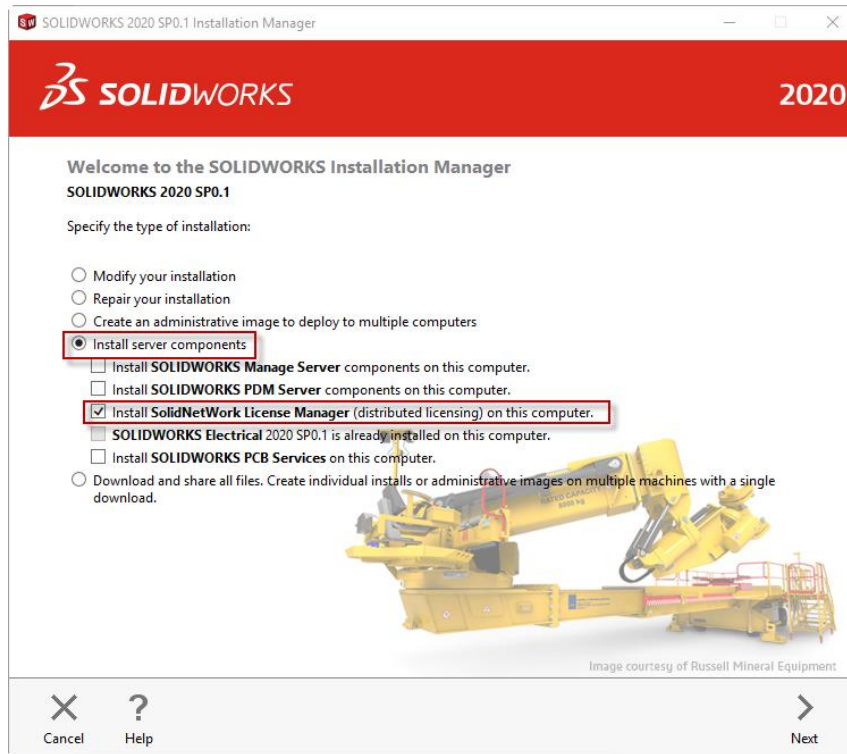 SOLIDWORKS 2020 SP0.1 Installation Manager
SOLIDWORKS
2020
Welcome to the SOLIDWORKS Installation Manager
SOLIDWORKS 2020 SP0.1
Specify the type of installation:
Modify your installation
Repair your installation
Create an administrative image to deploy to multiple computers
Install server components
Install SOLIDWORKS Manage Server components on this computer.
Install SOLIDWORKS PDM Server components on this computer.
Install SolidNetWork License Manager (distributed licensing) on this computer.
SOLIDWORKS Electrical 2020 SP0.1 is already installed on this computer.
Install SOLIDWORKS PCB Services on this computer.
Download and share all files. Create individual installs or administrative images on multiple machines with a single
download.
RATED CAPACITY
6000 kg
Image courtesy of Russell Mineral Equipment
Cancel
Help
Next